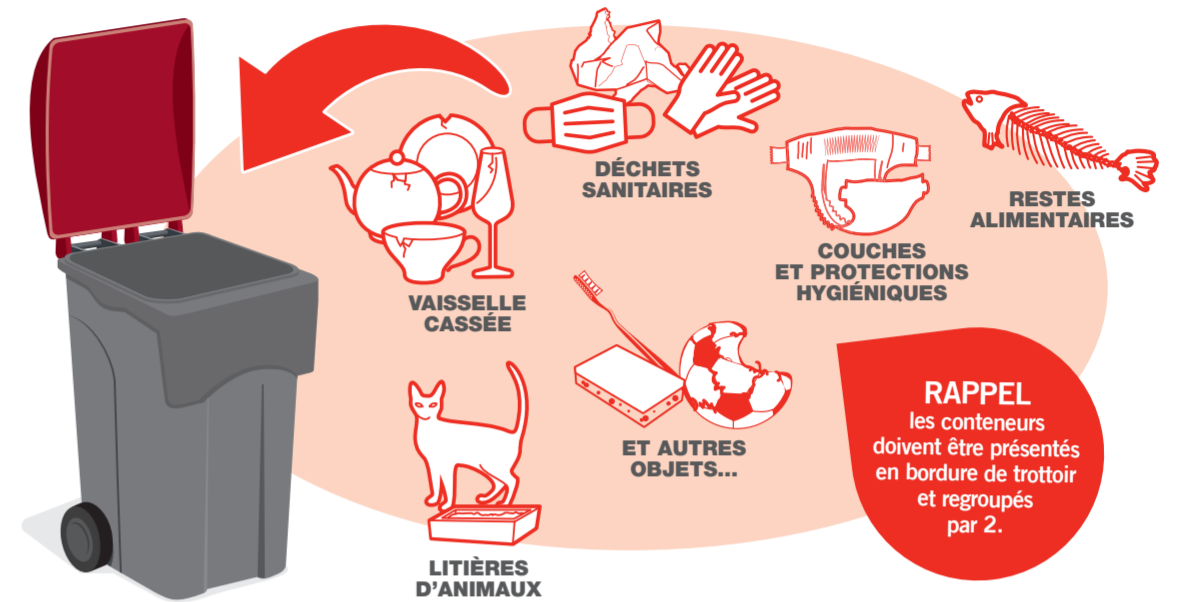 DÉCHETS
SANITAIRES
RESTES
ALIMENTAIRES
COUCHES
ET PROTECTIONS
HYGIÉNIQUES
VAISSELLE
CASSÉE
ET AUTRES
OBJETS...
LITIÈRES
D'ANIMAUX
RAPPEL
les conteneurs
doivent être présentés
en bordure de trottoir
et regroupés
par 2.